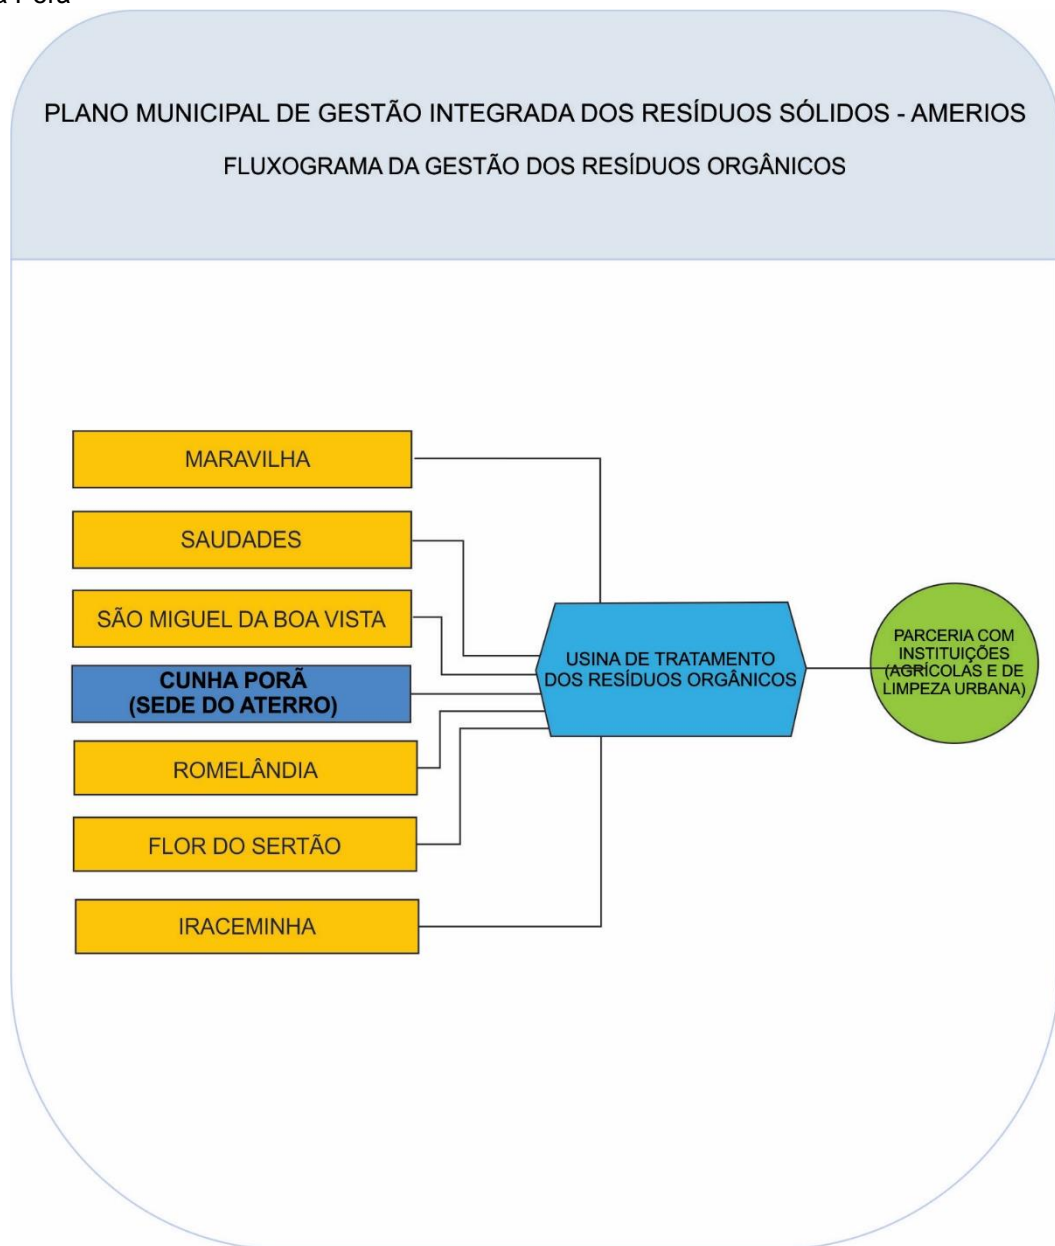 PLANO MUNICIPAL DE GESTÃO INTEGRADA DOS RESÍDUOS SÓLIDOS - AMERIOS
FLUXOGRAMA DA GESTÃO DOS RESÍDUOS ORGÂNICOS
MARAVILHA
SAUDADES
SÃO MIGUEL DA BOA VISTA
CUNHA PORÃ
(SEDE DO ATERRO)
ROMELÂNDIA
FLOR DO SERTÃO
IRACEMINHA
USINA DE TRATAMENTO
DOS RESÍDUOS ORGÂNICOS
PARCERIA COM
INSTITUIÇÕES
(AGRÍCOLAS E DE
LIMPEZA URBANA)